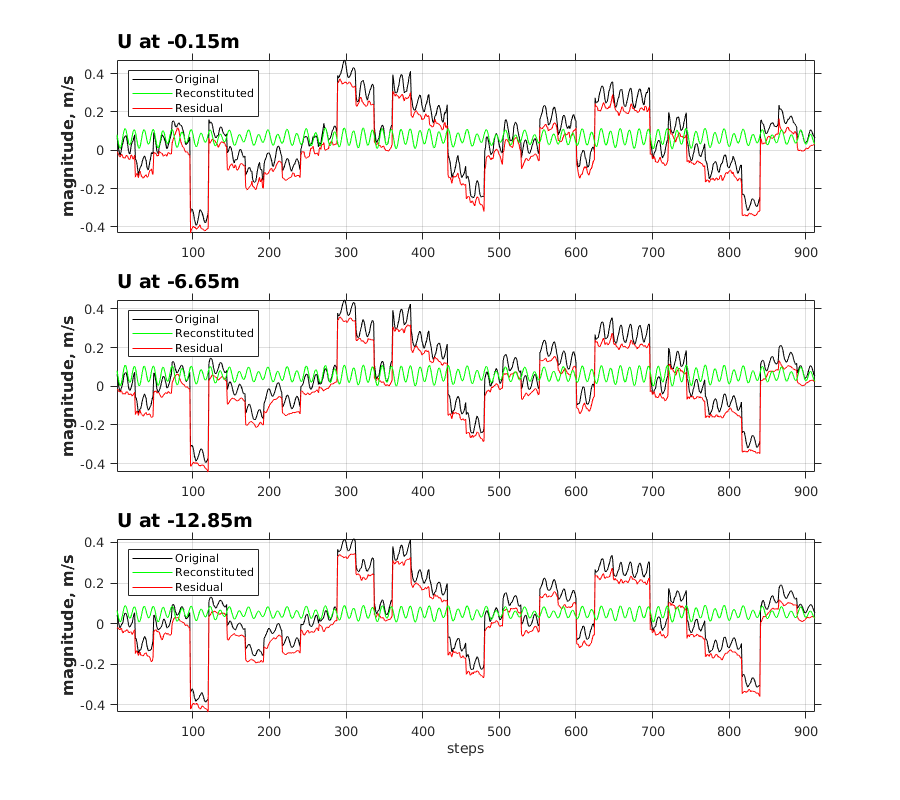 U at -0.15m
magnitude, m/s
0.4
0.2
0
-0.2
-0.4
Original
Reconstituted
Residual
100 200 300 400 500 600 700 800 900
U at -6.65m
magnitude, m/s
0.4
0.2
0
-0.2
-0.4
Original
Reconstituted
Residual
100 200 300 400 500 600 700 800 900
U at -12.85m
magnitude, m/s
0.4
0.2
0
-0.2
-0.4
Original
Reconstituted
Residual
100 200 300 400 500 600 700 800 900
steps